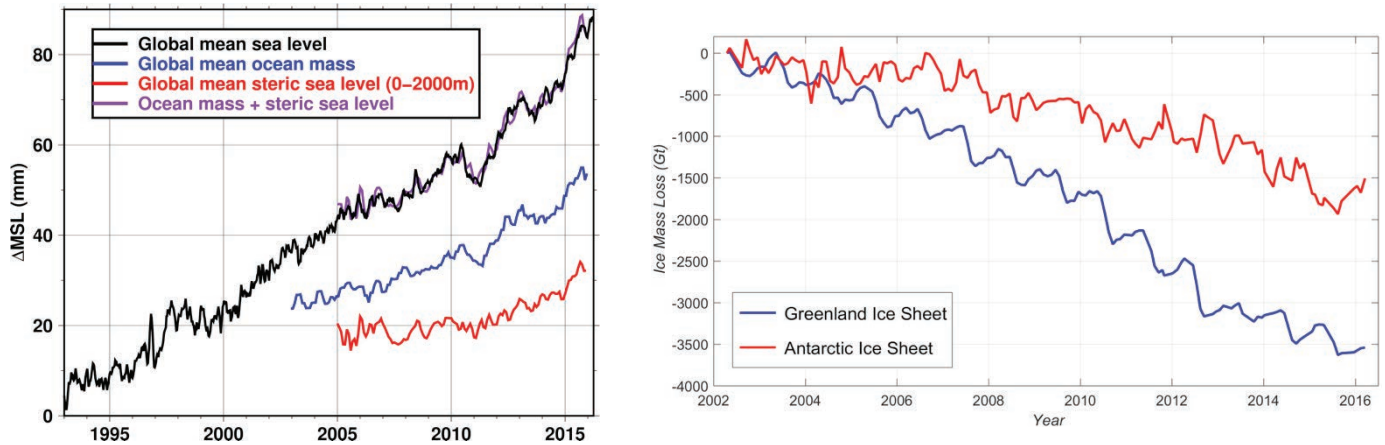 ΔMSL (mm)
80
60
40
20
0
1995 2000 2005 2010 2015
Global mean sea level
Global mean ocean mass
Global mean steric sea level (0–2000m)
Ocean mass + steric sea level
Ice Mass Loss (Gt)
0
-500
-1000
-1500
-2000
-2500
-3000
-3500
-4000
2002 2004 2006 2008 2010 2012 2014 2016
Year
Greenland Ice Sheet
Antarctic Ice Sheet